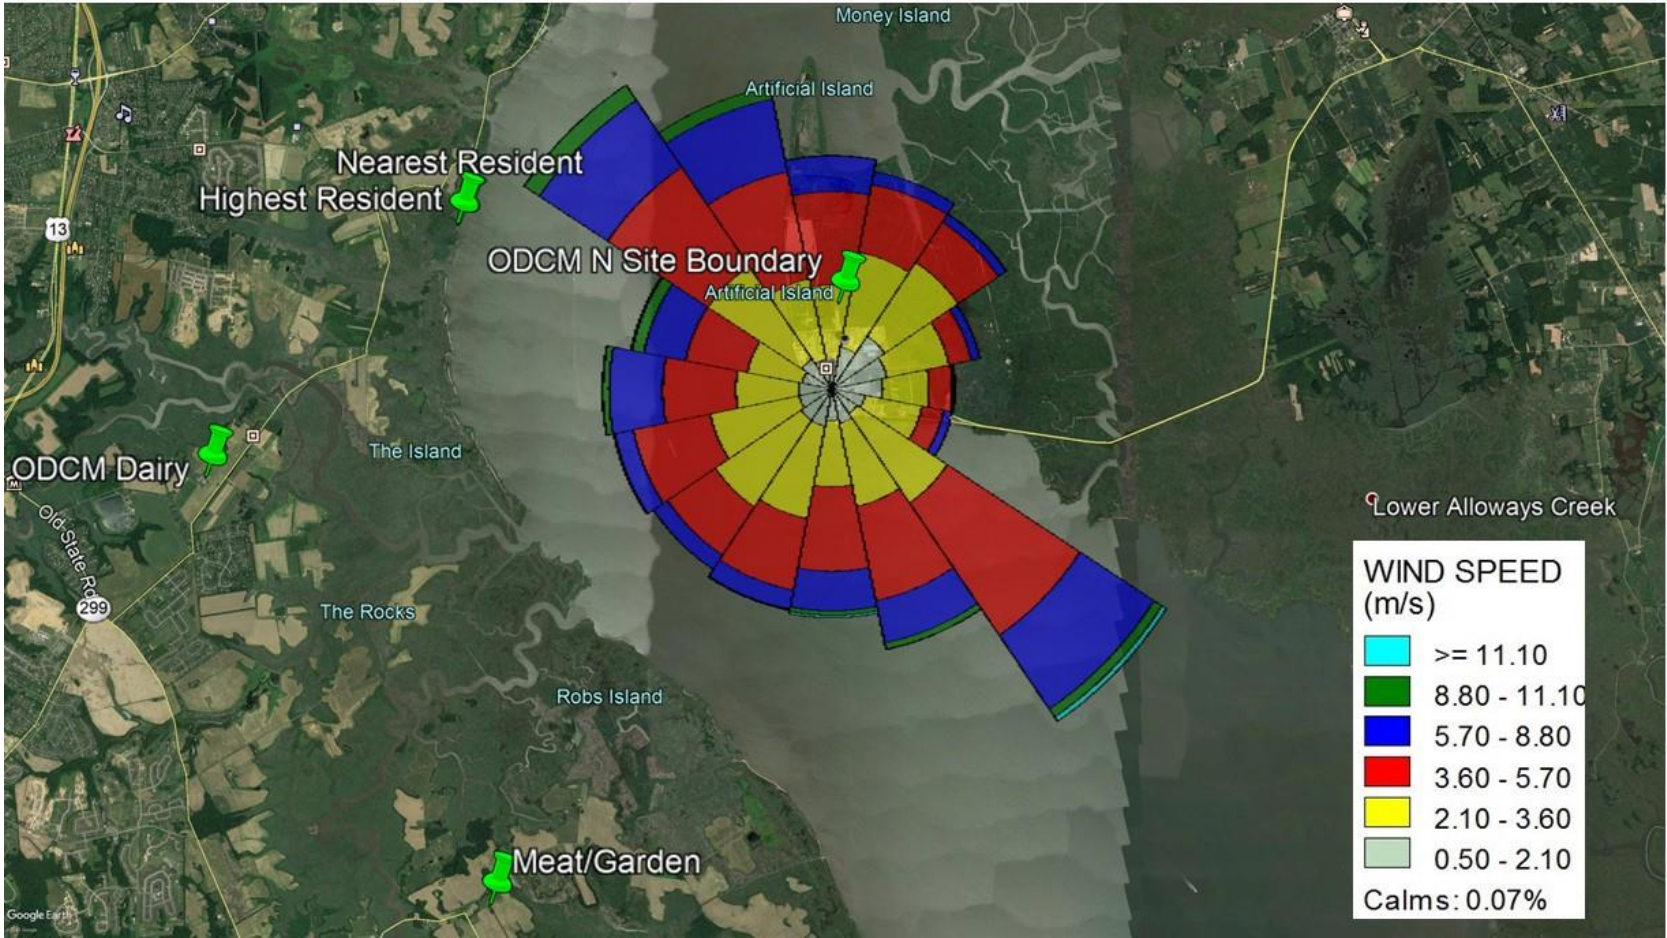 Money Island
Artificial Island
Nearest Resident
Highest Resident
13
ODCM N Site Boundary
Artificial Island
The Island
ODCM Dairy
Old-State Rd
Lower Alloways Creek
299
The Rocks
Robs Island
Meat/Garden
WIND SPEED
(m/s)
>= 11.10
8.80 - 11.10
5.70 - 8.80
3.60 - 5.70
2.10 - 3.60
0.50 - 2.10
Calms: 0.07%
Google Earth